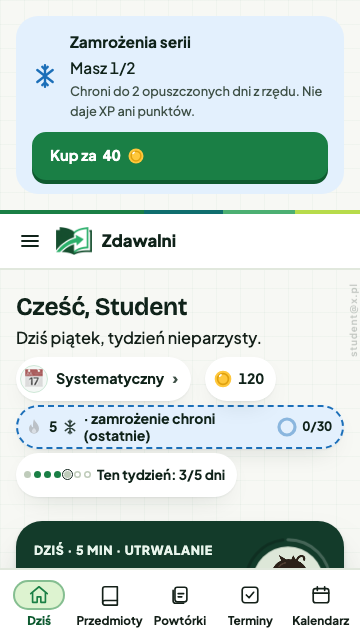 Zamrożenia serii
Masz 1/2
Chroni do 2 opuszczonych dni z rzędu. Nie
daje XP ani punktów.
Kup za 40
Zdawalni
Cześć, Student
Dziś piątek, tydzień nieparzysty.
student@x.pl
17 Systematyczny ›
120
5 · zamrożenie chroni
(ostatnie)
0/30
Ten tydzień: 3/5 dni
DZIŚ · 5 MIN · UTRWALANIE
Dziś
Przedmioty
Powtórki
Terminy
Kalendarz